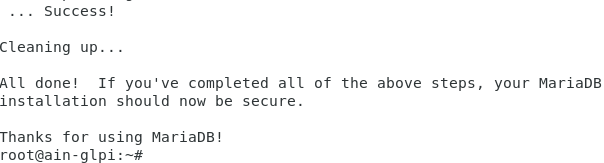 ... Success!
Cleaning up...
All done!  If you've completed all of the above steps, your MariaDB
installation should now be secure.
Thanks for using MariaDB!
root@ain-glpi:~#